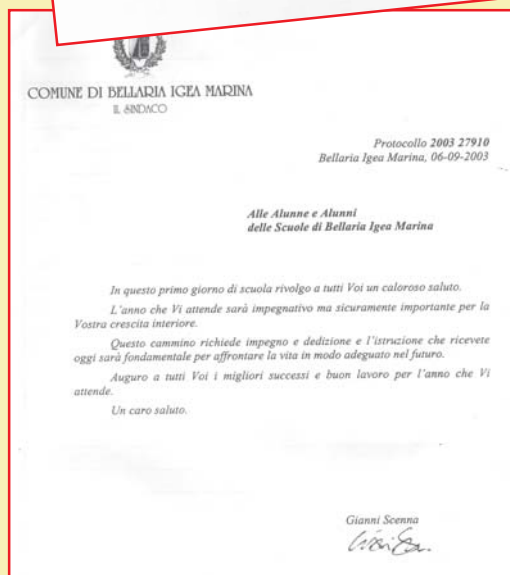 COMUNE DI BELLARIA IGEA MARINA
IL SINDACO
Protocollo 2003 27910
Bellaria Igea Marina, 06-09-2003
Alle Alunne e Alunni
delle Scuole di Bellaria Igea Marina
In questo primo giorno di scuola rivolgo a tutti Voi un caloroso saluto.
L'anno che Vi attende sarà impegnativo ma sicuramente importante per la
Vostra crescita interiore.
Questo cammino richiede impegno e dedizione e l'istruzione che ricevete
oggi sarà fondamentale per affrontare la vita in modo adeguato nel futuro.
Auguro a tutti Voi i migliori successi e buon lavoro per l'anno che Vi
attende.
Un caro saluto.
Gianni Scenna